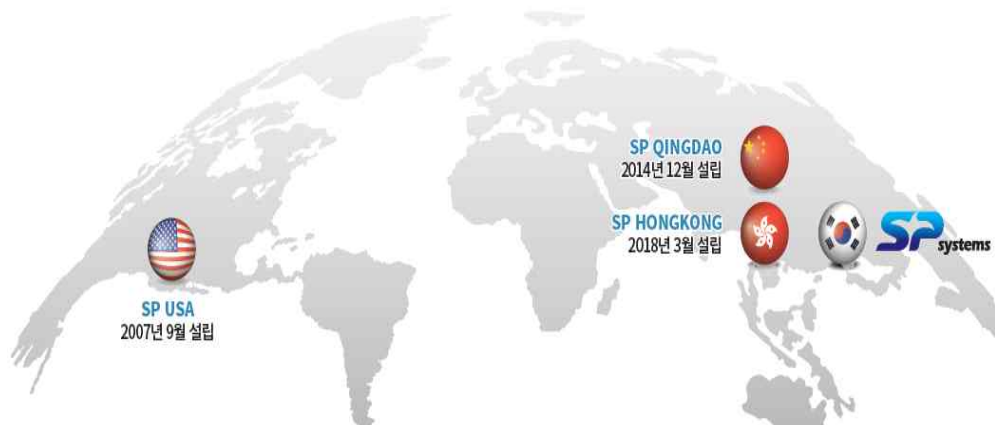 SP QINGDAO
2014년 12월 설립
SP HONGKONG
2018년 3월 설립
SP systems
SP USA
2007년 9월 설립